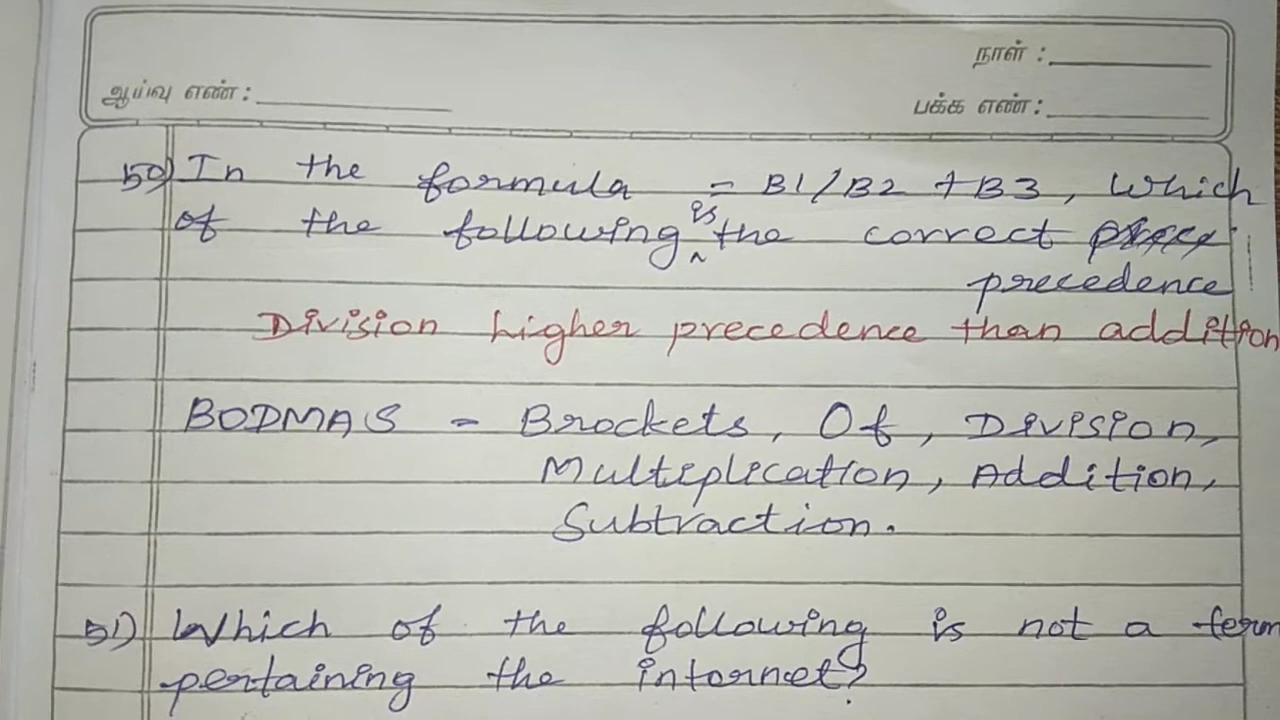 நாள் :
ஆய்வு எண் :
பக்க எண் :
50) In the formula = B1/B2 +B3, which
of the following is the correct
precedence
Division higher precedence than addition
BODMAS - Brockets, Of, Division,
Multiplication, Addition,
Subtraction.
51) Which of the following is not a term
pertaining the internet?